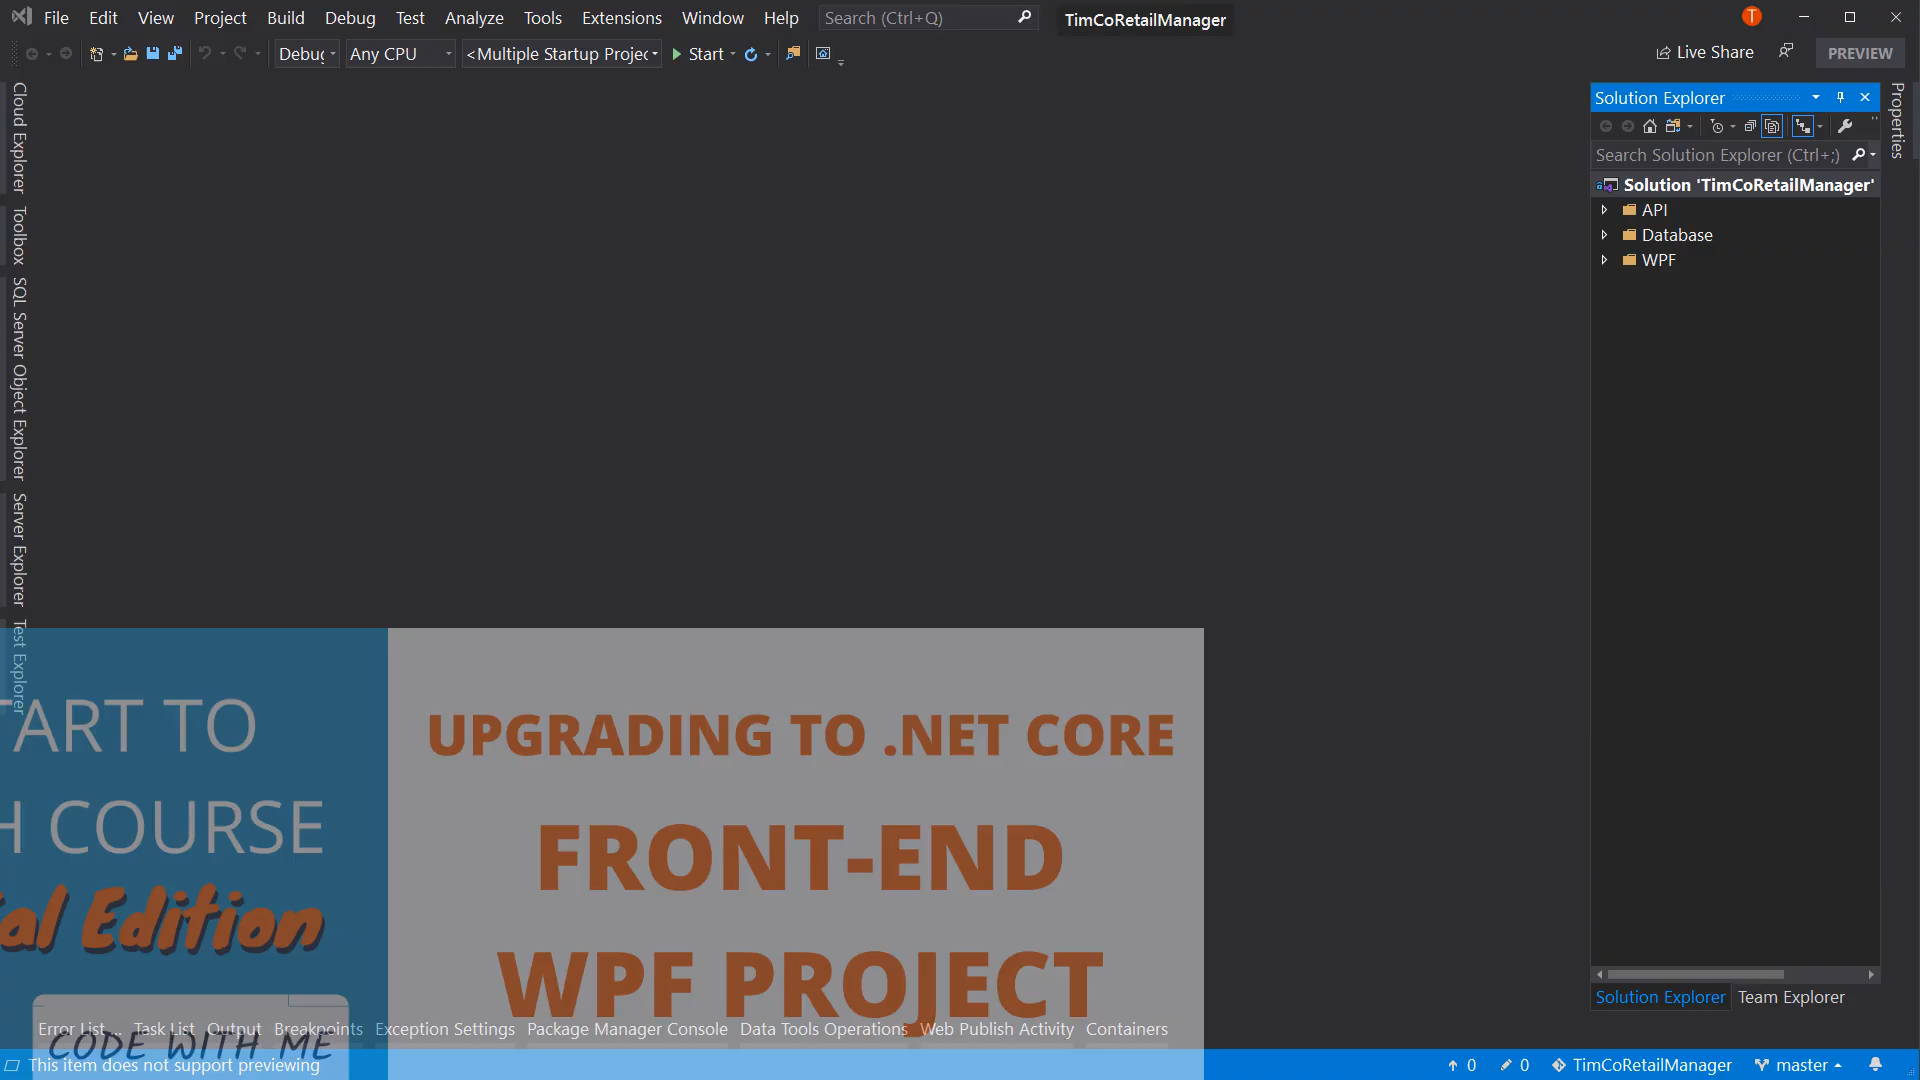 File Edit View Project Build Debug Test Analyze Tools Extensions Window Help Search (Ctrl+Q) TimCoRetailManager T
Debug Any CPU <Multiple Startup Projec Start Live Share PREVIEW
Cloud Explorer
Toolbox
SQL Server Object Explorer
Server Explorer
Test Explorer
Solution Explorer
Search Solution Explorer (Ctrl+;)
Solution 'TimCoRetailManager'
API
Database
WPF
Solution Explorer Team Explorer
Properties
TART TO
H COURSE
ial Edition
CODE WITH ME
UPGRADING TO .NET CORE
FRONT-END
WPF PROJECT
Error List ... Task List Output Breakpoints Exception Settings Package Manager Console Data Tools Operations Web Publish Activity Containers
This item does not support previewing 0 0 TimCoRetailManager master